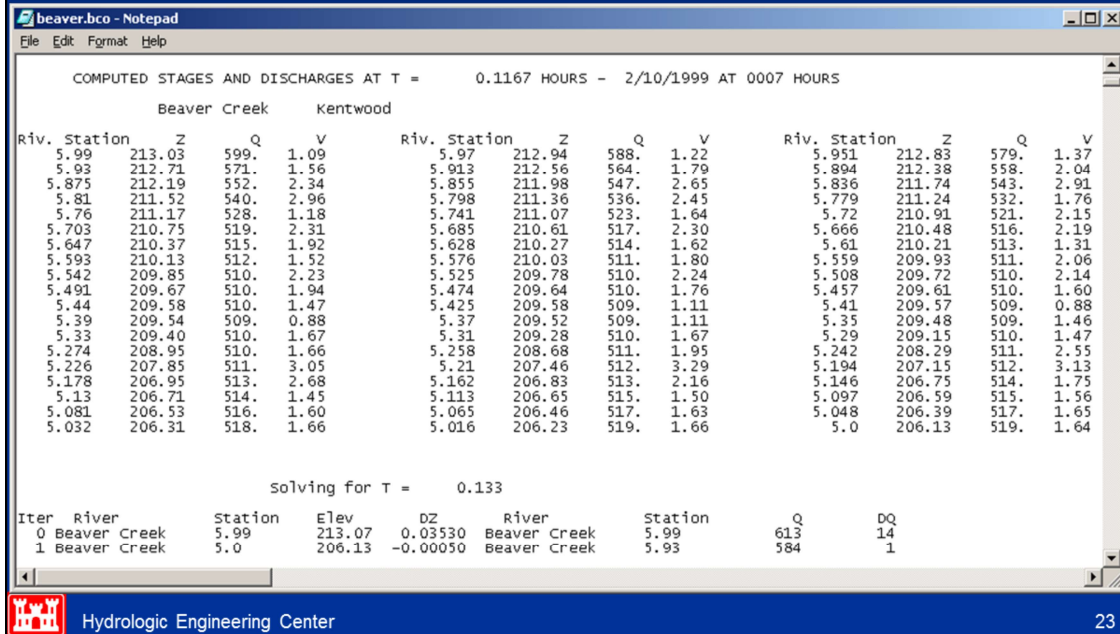 beaver.bco - Notepad
File Edit Format Help
COMPUTED STAGES AND DISCHARGES AT T = 0.1167 HOURS - 2/10/1999 AT 0007 HOURS
Beaver Creek Kentwood
Riv. Station Z Q V Riv. Station Z Q V Riv. Station Z Q V
5.99 213.03 599. 1.09 5.97 212.94 588. 1.22 5.951 212.83 579. 1.37
5.93 212.71 571. 1.56 5.913 212.56 564. 1.79 5.894 212.38 558. 2.04
5.875 212.19 552. 2.34 5.855 211.98 547. 2.65 5.836 211.74 543. 2.91
5.81 211.52 540. 2.96 5.798 211.36 536. 2.45 5.779 211.24 532. 1.76
5.76 211.17 528. 1.18 5.741 211.07 523. 1.64 5.72 210.91 521. 2.15
5.703 210.75 519. 2.31 5.685 210.61 517. 2.30 5.666 210.48 516. 2.19
5.647 210.37 515. 1.92 5.628 210.27 514. 1.62 5.61 210.21 513. 1.31
5.593 210.13 512. 1.52 5.576 210.03 511. 1.80 5.559 209.93 511. 2.06
5.542 209.85 510. 2.23 5.525 209.78 510. 2.24 5.508 209.72 510. 2.14
5.491 209.67 510. 1.94 5.474 209.64 510. 1.76 5.457 209.61 510. 1.60
5.44 209.58 510. 1.47 5.425 209.58 509. 1.11 5.41 209.57 509. 0.88
5.39 209.54 509. 0.88 5.37 209.52 509. 1.11 5.35 209.48 509. 1.46
5.33 209.40 510. 1.67 5.31 209.28 510. 1.67 5.29 209.15 510. 1.47
5.274 208.95 510. 1.66 5.258 208.68 511. 1.95 5.242 208.29 511. 2.55
5.226 207.85 511. 3.05 5.21 207.46 512. 3.29 5.194 207.15 512. 3.13
5.178 206.95 513. 2.68 5.162 206.83 513. 2.16 5.146 206.75 514. 1.75
5.13 206.71 514. 1.45 5.113 206.65 515. 1.50 5.097 206.59 515. 1.56
5.081 206.53 516. 1.60 5.065 206.46 517. 1.63 5.048 206.39 517. 1.65
5.032 206.31 518. 1.66 5.016 206.23 519. 1.66 5.0 206.13 519. 1.64
Solving for T = 0.133
Iter River Station Elev DZ River Station Q DQ
0 Beaver Creek 5.99 213.07 0.03530 Beaver Creek 5.99 613 14
1 Beaver Creek 5.0 206.13 -0.00050 Beaver Creek 5.93 584 1
Hydrologic Engineering Center 23